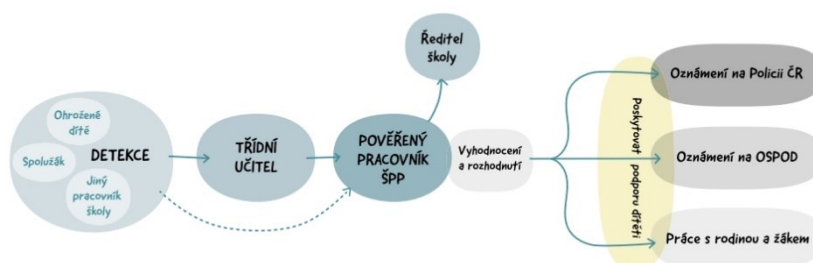 Ohrožené
dítě
Spolužák
DETEKCE
Jiný
pracovník
školy
TŘÍDNÍ
UČITEL
POVĚŘENÝ
PRACOVNÍK
ŠPP
Ředitel
školy
Vyhodnocení
a rozhodnutí
Poskytovat podporu dítěti
Oznámení na Policii ČR
Oznámení na OSPOD
Práce s rodinou a žákem